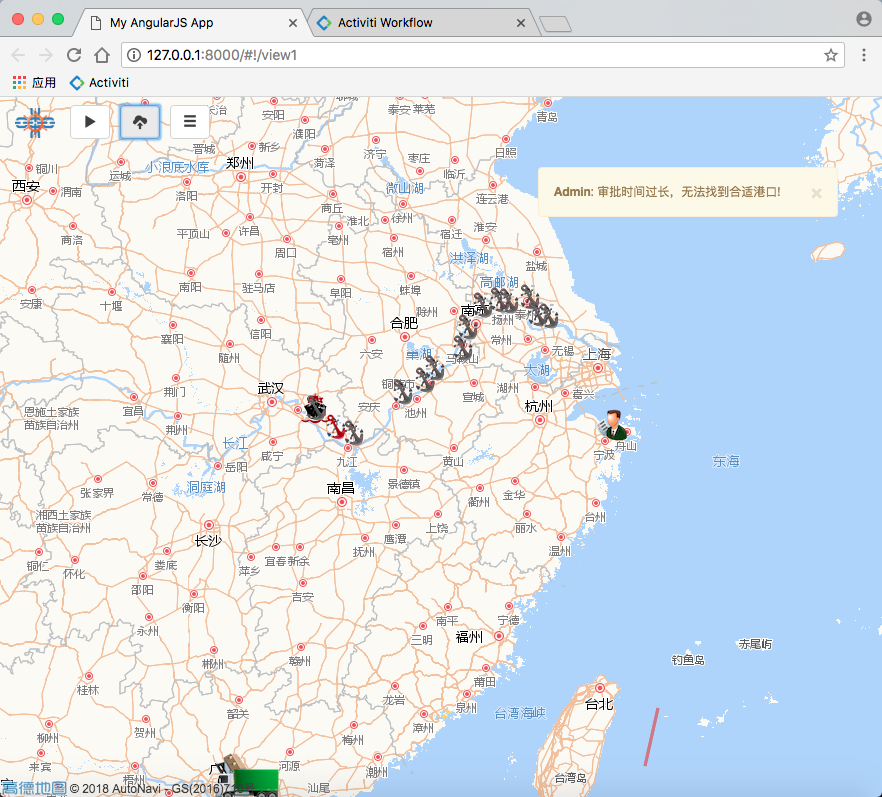 My AngularJS App
Activiti Workflow
127.0.0.1:8000/#!/view1
应用
Activiti
Admin: 审批时间过长，无法找到合适港口!
安阳
泰安
莱芜
青岛
濮阳
晋城
新乡
济宁
日照
铜川
运城
小浪底水库
郑州
菏泽
枣庄
临沂
西安
渭南
洛阳
开封
微山湖
连云港
商丘
徐州
商洛
平顶山
许昌
淮北
亳州
宿迁
淮安
周口
宿州
洪泽湖
盐城
安康
十堰
南阳
驻马店
阜阳
蚌埠
高邮湖
滁州
扬州
襄阳
信阳
合肥
常州
随州
六安
巢湖
马鞍山
无锡
上海
太湖
恩施土家族
苗族自治州
宜昌
荆门
武汉
安庆
池州
宣城
湖州
嘉兴
杭州
荆州
长江
咸宁
九江
黄山
宁波
舟山
东海
岳阳
张家界
常德
洞庭湖
南昌
景德镇
衢州
金华
湘西土家族
苗族自治州
长沙
上饶
丽水
台州
鹰潭
温州
铜仁
怀化
娄底
萍乡
宜春
新余
抚州
邵阳
衡阳
吉安
永州
南平
宁德
三明
福州
郴州
赣州
钓鱼岛
赤尾屿
桂林
龙岩
莆田
泉州
台北
韶关
漳州
台湾海峡
柳州
贺州
梅州
来宾
梧州
河源
潮州
汕尾
台湾岛
高德地图
© 2018 AutoNavi - GS(2016)7